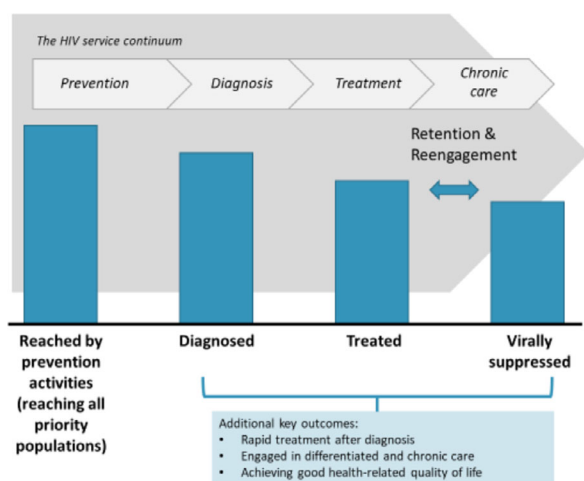 The HIV service continuum
Prevention
Diagnosis
Treatment
Chronic
care
Retention &
Reengagement
Reached by
prevention
activities
(reaching all
priority
populations)
Diagnosed
Treated
Virally
suppressed
Additional key outcomes:
• Rapid treatment after diagnosis
• Engaged in differentiated and chronic care
• Achieving good health-related quality of life